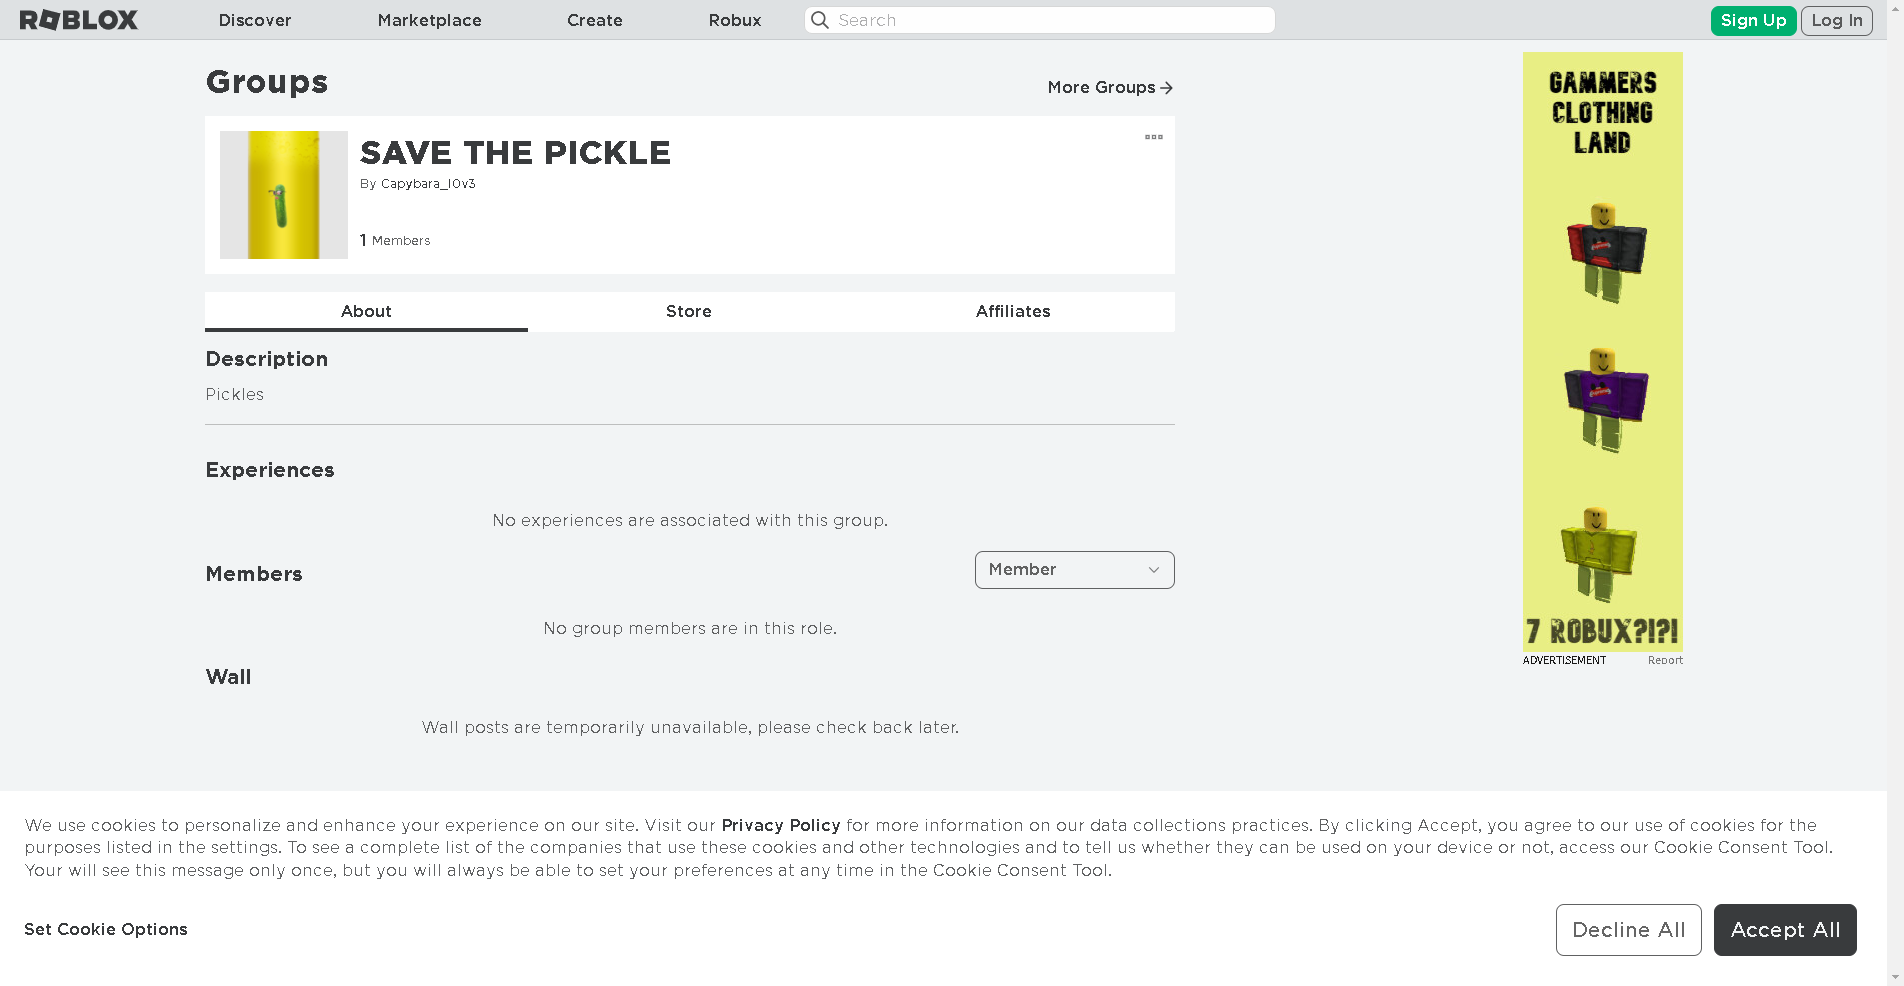 ROBLOX Discover Marketplace Create Robux Search Sign Up Log In
Groups
More Groups
SAVE THE PICKLE
By Capybara_l0v3
1 Members
About Store Affiliates
Description
Pickles
Experiences
No experiences are associated with this group.
Members
Member
No group members are in this role.
Wall
Wall posts are temporarily unavailable, please check back later.
GAMMERS
CLOTHING
LAND
7 ROBUX?!?!
ADVERTISEMENT Report
We use cookies to personalize and enhance your experience on our site. Visit our Privacy Policy for more information on our data collections practices. By clicking Accept, you agree to our use of cookies for the
purposes listed in the settings. To see a complete list of the companies that use these cookies and other technologies and to tell us whether they can be used on your device or not, access our Cookie Consent Tool.
Your will see this message only once, but you will always be able to set your preferences at any time in the Cookie Consent Tool.
Set Cookie Options
Decline All
Accept All